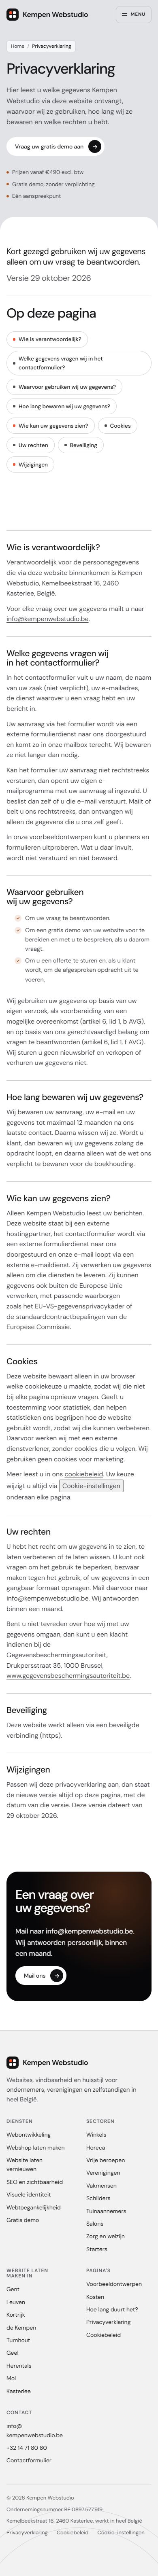 Kempen Webstudio
MENU
Home / Privacyverklaring
Privacyverklaring
Hier leest u welke gegevens Kempen
Webstudio via deze website ontvangt,
waarvoor wij ze gebruiken, hoe lang wij ze
bewaren en welke rechten u hebt.
Vraag uw gratis demo aan
Prijzen vanaf €490 excl. btw
Gratis demo, zonder verplichting
Eén aanspreekpunt
Kort gezegd gebruiken wij uw gegevens
alleen om uw vraag te beantwoorden.
Versie 29 oktober 2026
Op deze pagina
Wie is verantwoordelijk?
Welke gegevens vragen wij in het
contactformulier?
Waarvoor gebruiken wij uw gegevens?
Hoe lang bewaren wij uw gegevens?
Wie kan uw gegevens zien?
Cookies
Uw rechten
Beveiliging
Wijzigingen
Wie is verantwoordelijk?
Verantwoordelijk voor de persoonsgegevens
die via deze website binnenkomen is Kempen
Webstudio, Kemelbeekstraat 16, 2460
Kasterlee, België.
Voor elke vraag over uw gegevens mailt u naar
info@kempenwebstudio.be.
Welke gegevens vragen wij
in het contactformulier?
In het contactformulier vult u uw naam, de naam
van uw zaak (niet verplicht), uw e-mailadres,
de dienst waarover u een vraag hebt en uw
bericht in.
Uw aanvraag via het formulier wordt via een
externe formulierdienst naar ons doorgestuurd
en komt zo in onze mailbox terecht. Wij bewaren
ze niet langer dan nodig.
Kan het formulier uw aanvraag niet rechtstreeks
versturen, dan opent uw eigen e-
mailprogramma met uw aanvraag al ingevuld. U
beslist dan zelf of u die e-mail verstuurt. Mailt of
belt u ons rechtstreeks, dan ontvangen wij
alleen de gegevens die u ons zelf geeft.
In onze voorbeeldontwerpen kunt u planners en
formulieren uitproberen. Wat u daar invult,
wordt niet verstuurd en niet bewaard.
Waarvoor gebruiken
wij uw gegevens?
Om uw vraag te beantwoorden.
Om een gratis demo van uw website voor te
bereiden en met u te bespreken, als u daarom
vraagt.
Om u een offerte te sturen en, als u klant
wordt, om de afgesproken opdracht uit te
voeren.
Wij gebruiken uw gegevens op basis van uw
verzoek, als voorbereiding van een
mogelijke overeenkomst (artikel 6, lid 1, b AVG),
en op basis van ons gerechtvaardigd belang om
vragen te beantwoorden (artikel 6, lid 1, f AVG).
Wij sturen u geen nieuwsbrieven en verkopen of
verhuren uw gegevens niet.
Hoe lang bewaren wij uw gegevens?
Wij bewaren uw aanvraag, uw e-mail en uw
gegevens tot maximaal 12 maanden na ons
laatste contact. Daarna wissen wij ze. Wordt u
klant, dan bewaren wij uw gegevens zolang de
opdracht loopt, en daarna alleen wat de wet ons
verplicht te bewaren voor de boekhouding.
Wie kan uw gegevens zien?
Alleen Kempen Webstudio leest uw berichten.
Onze website staat bij een externe
hostingpartner, het contactformulier wordt via
een externe formulierdienst naar ons
doorgestuurd en onze e-mail loopt via een
externe e-maildienst. Zij verwerken uw gegevens
alleen om die diensten te leveren. Zij kunnen
gegevens ook buiten de Europese Unie
verwerken, met passende waarborgen
zoals het EU-VS-gegevensprivacykader of
de standaardcontractbepalingen van de
Europese Commissie.
Cookies
Deze website bewaart alleen in uw browser
welke cookiekeuze u maakte, zodat wij die niet
bij elke pagina opnieuw vragen. Geeft u
toestemming voor statistieken, dan helpen
statistiekcookies ons begrijpen hoe de website
gebruikt wordt, zodat wij die kunnen verbeteren.
Daarvoor werken wij met een externe
dienstverlener, zonder cookies die u volgen. Wij
gebruiken geen cookies voor marketing.
Meer leest u in ons cookiebeleid. Uw keuze
wijzigt u altijd via Cookie-instellingen
onderaan elke pagina.
Uw rechten
U hebt het recht om uw gegevens in te zien, te
laten verbeteren of te laten wissen. U kunt ook
vragen om het gebruik te beperken, bezwaar
maken tegen het gebruik, of uw gegevens in een
gangbaar formaat opvragen. Mail daarvoor naar
info@kempenwebstudio.be. Wij antwoorden
binnen een maand.
Bent u niet tevreden over hoe wij met uw
gegevens omgaan, dan kunt u een klacht
indienen bij de
Gegevensbeschermingsautoriteit,
Drukpersstraat 35, 1000 Brussel,
www.gegevensbeschermingsautoriteit.be.
Beveiliging
Deze website werkt alleen via een beveiligde
verbinding (https).
Wijzigingen
Passen wij deze privacyverklaring aan, dan staat
de nieuwe versie altijd op deze pagina, met de
datum van die versie. Deze versie dateert van
29 oktober 2026.
Een vraag over
uw gegevens?
Mail naar info@kempenwebstudio.be.
Wij antwoorden persoonlijk, binnen
een maand.
Mail ons
Kempen Webstudio
Websites, vindbaarheid en huisstijl voor
ondernemers, verenigingen en zelfstandigen in
heel België.
DIENSTEN
Webontwikkeling
Webshop laten maken
Website laten
vernieuwen
SEO en zichtbaarheid
Visuele identiteit
Webtoegankelijkheid
Gratis demo
SECTOREN
Winkels
Horeca
Vrije beroepen
Verenigingen
Vakmensen
Schilders
Tuinaannemers
Salons
Zorg en welzijn
Starters
WEBSITE LATEN
MAKEN IN
Gent
Leuven
Kortrijk
de Kempen
Turnhout
Geel
Herentals
Mol
Kasterlee
PAGINA'S
Voorbeeldontwerpen
Kosten
Hoe lang duurt het?
Privacyverklaring
Cookiebeleid
CONTACT
info@
kempenwebstudio.be
+32 14 71 80 80
Contactformulier
© 2026 Kempen Webstudio
Ondernemingsnummer BE 0897.577.919
Kemelbeekstraat 16, 2460 Kasterlee, werkt in heel België
Privacyverklaring Cookiebeleid Cookie-instellingen